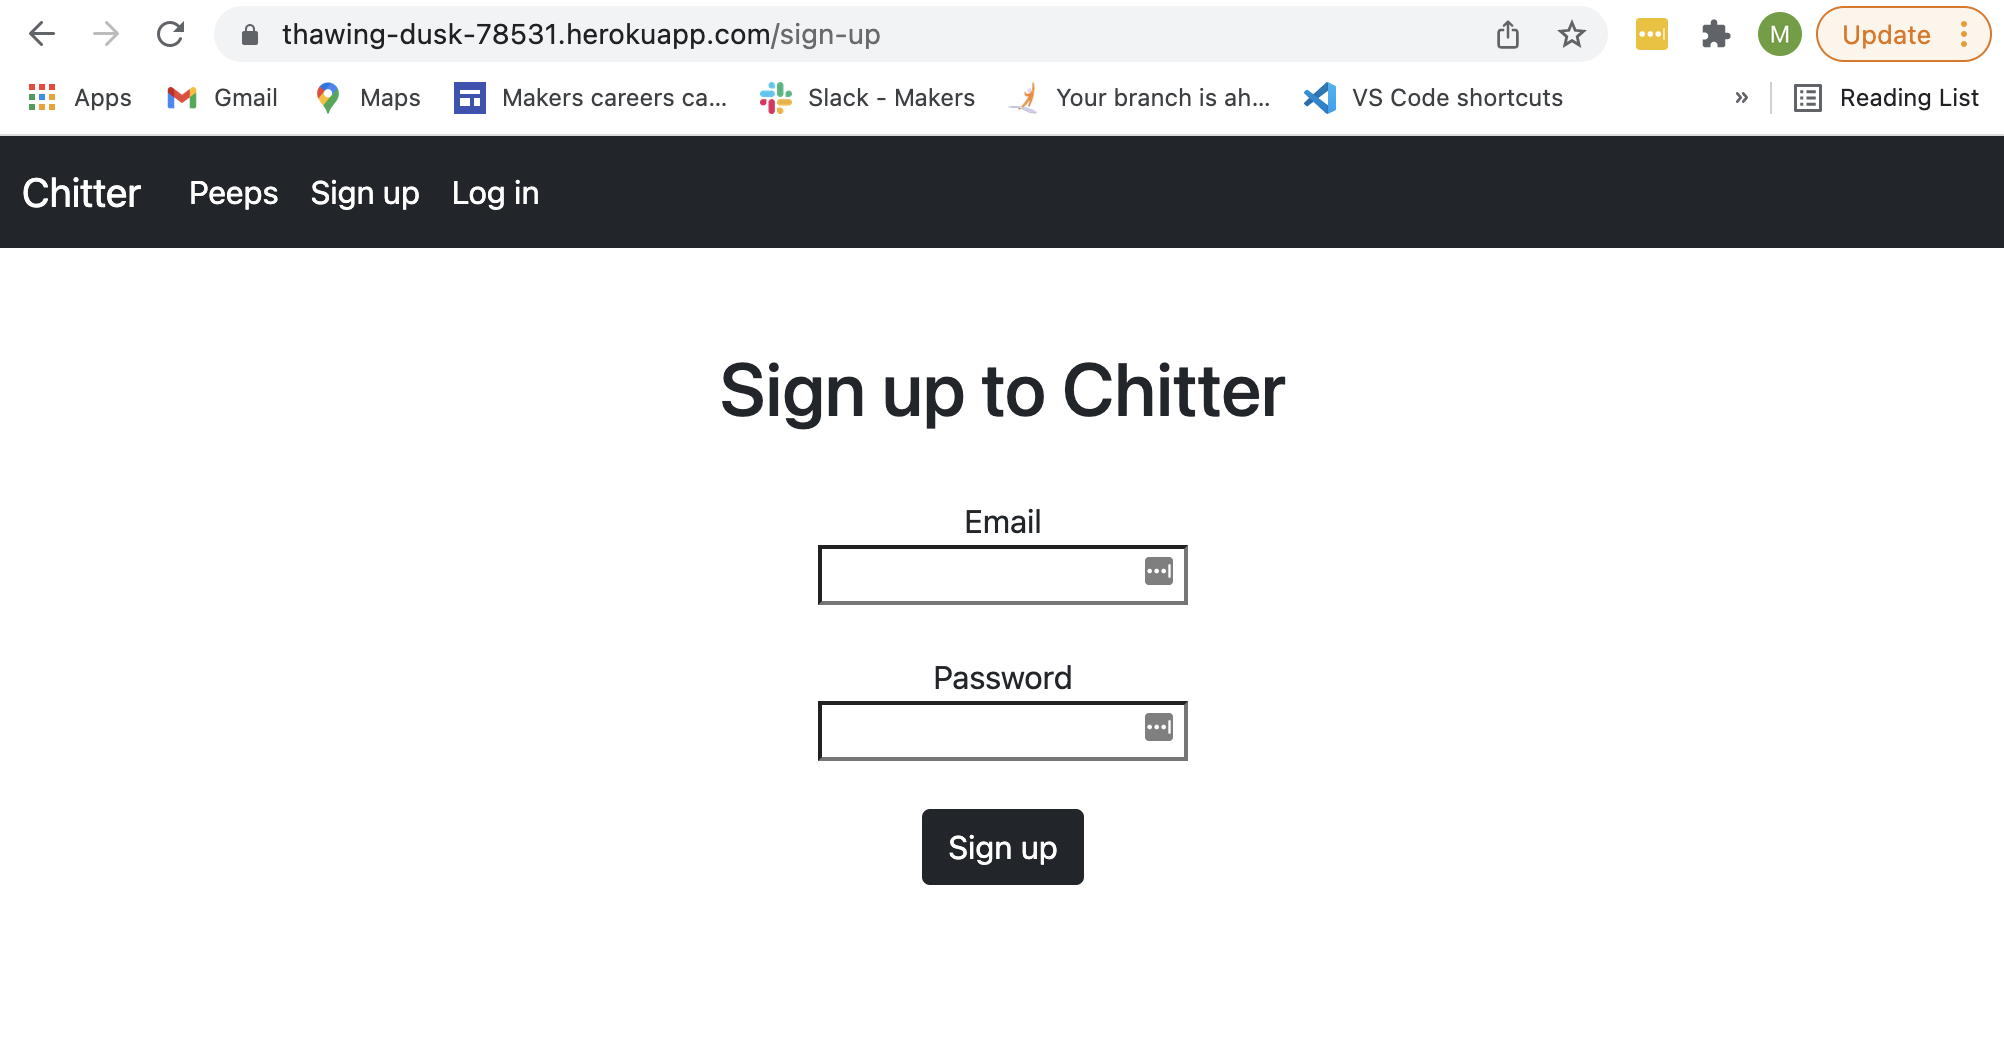 thawing-dusk-78531.herokuapp.com/sign-up
M
Update
Apps
Gmail
Maps
Makers careers ca...
Slack - Makers
Your branch is ah...
VS Code shortcuts
»
Reading List
Chitter Peeps Sign up Log in
Sign up to Chitter
Email
Password
Sign up